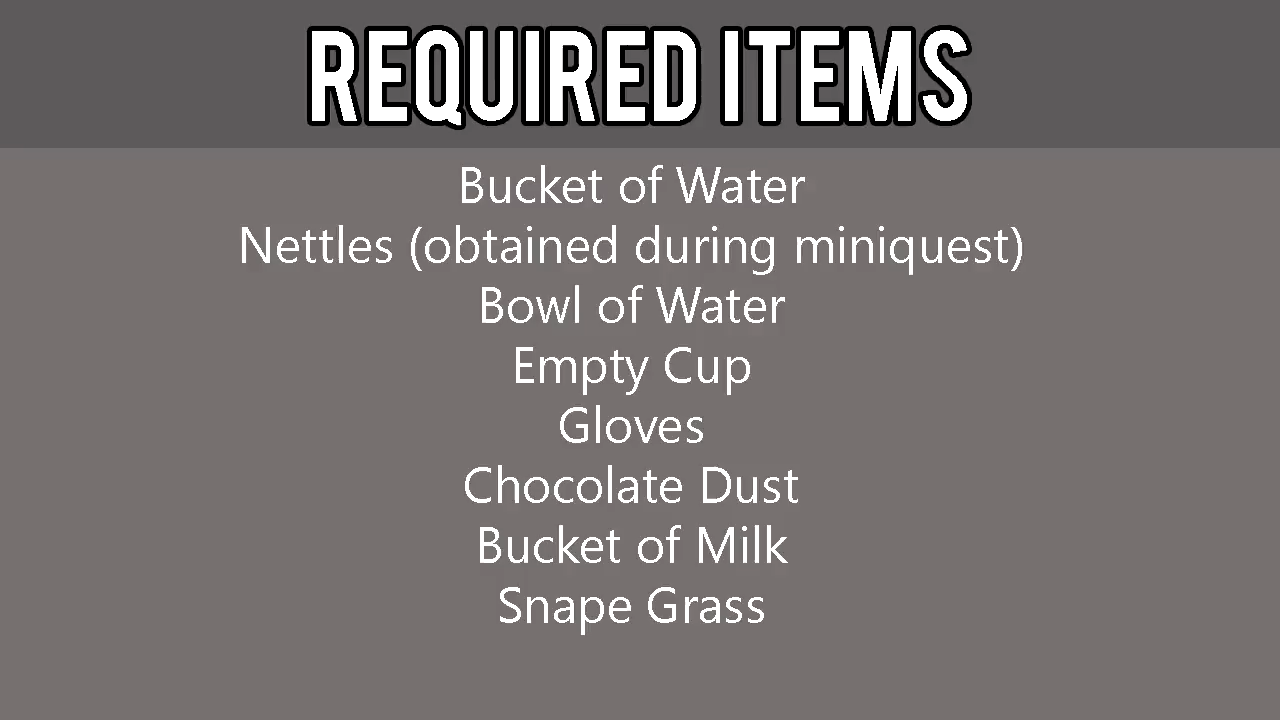 REQUIRED ITEMS
Bucket of Water
Nettles (obtained during miniquest)
Bowl of Water
Empty Cup
Gloves
Chocolate Dust
Bucket of Milk
Snape Grass